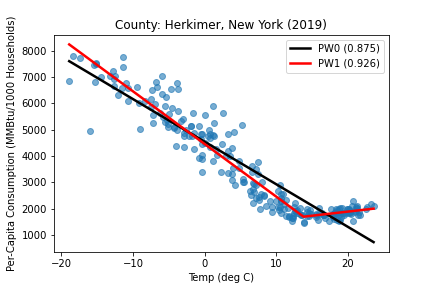 County: Herkimer, New York (2019)
PW0 (0.875)
PW1 (0.926)
Per-Capita Consumption (MMBtu/1000 Households)
8000
7000
6000
5000
4000
3000
2000
1000
−20 −10 0 10 20
Temp (deg C)